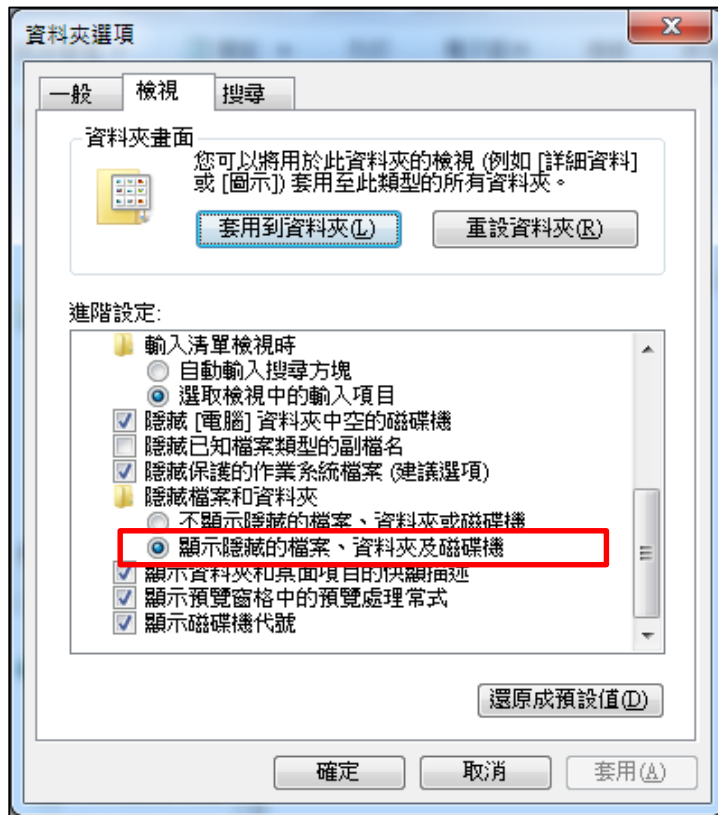 資料夾選項
一般
檢視
搜尋
資料夾畫面
您可以將用於此資料夾的檢視 (例如 [詳細資料]
或 [圖示]) 套用至此類型的所有資料夾。
套用到資料夾(L)
重設資料夾(R)
進階設定:
輸入清單檢視時
自動輸入搜尋方塊
選取檢視中的輸入項目
隱藏 [電腦] 資料夾中空的磁碟機
隱藏已知檔案類型的副檔名
隱藏保護的作業系統檔案 (建議選項)
隱藏檔案和資料夾
不顯示隱藏的檔案、資料夾或磁碟機
顯示隱藏的檔案、資料夾及磁碟機
顯示資料夾和桌面項目的快顯描述
顯示預覽窗格中的預覽處理常式
顯示磁碟機代號
還原成預設值(D)
確定
取消
套用(A)